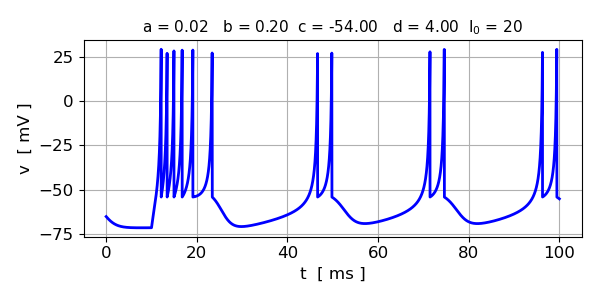 a = 0.02 b = 0.20 c = -54.00 d = 4.00 I₀ = 20
25
0
−25
−50
−75
v [ mV ]
0 20 40 60 80 100
t [ ms ]